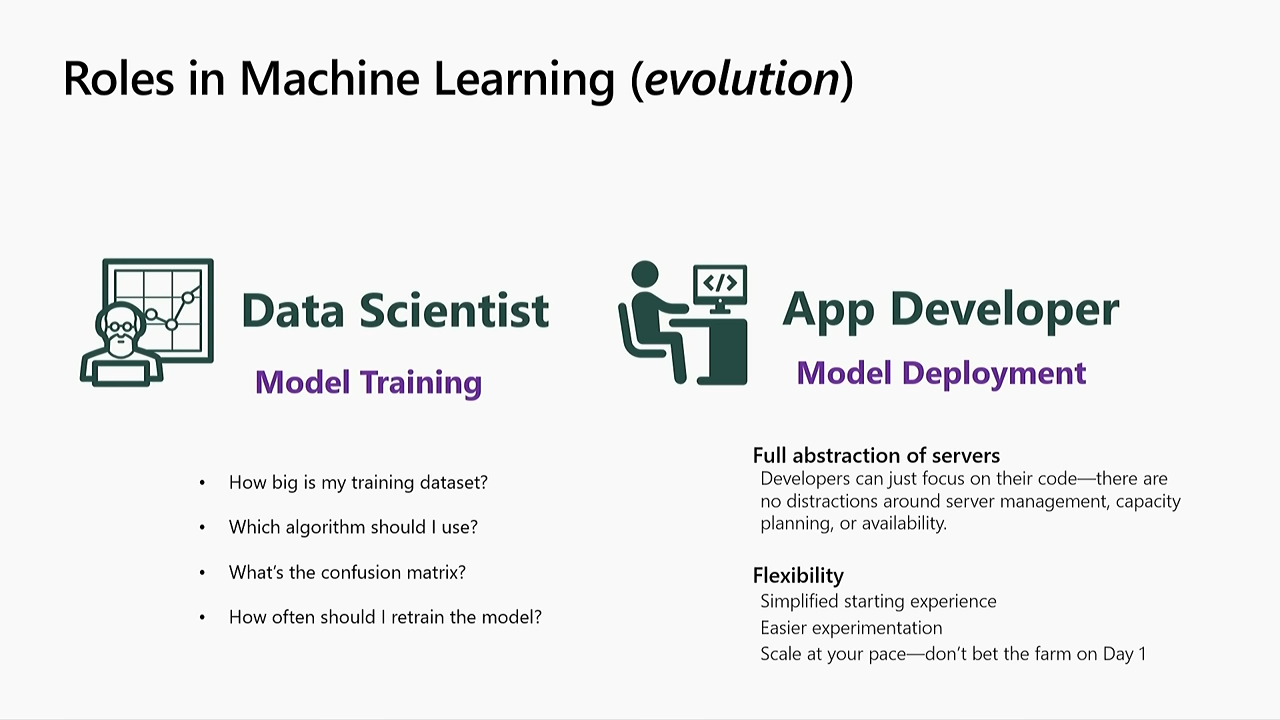 Roles in Machine Learning (evolution)
Data Scientist
Model Training
• How big is my training dataset?
• Which algorithm should I use?
• What's the confusion matrix?
• How often should I retrain the model?
</>
App Developer
Model Deployment
Full abstraction of servers
Developers can just focus on their code—there are
no distractions around server management, capacity
planning, or availability.
Flexibility
Simplified starting experience
Easier experimentation
Scale at your pace—don't bet the farm on Day 1